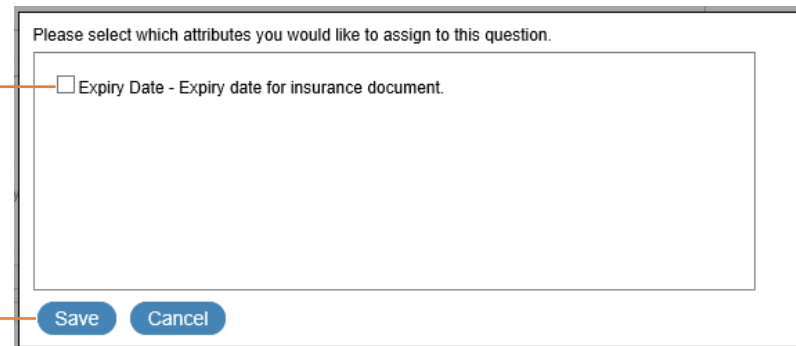 Please select which attributes you would like to assign to this question.
Expiry Date - Expiry date for insurance document.
Save Cancel